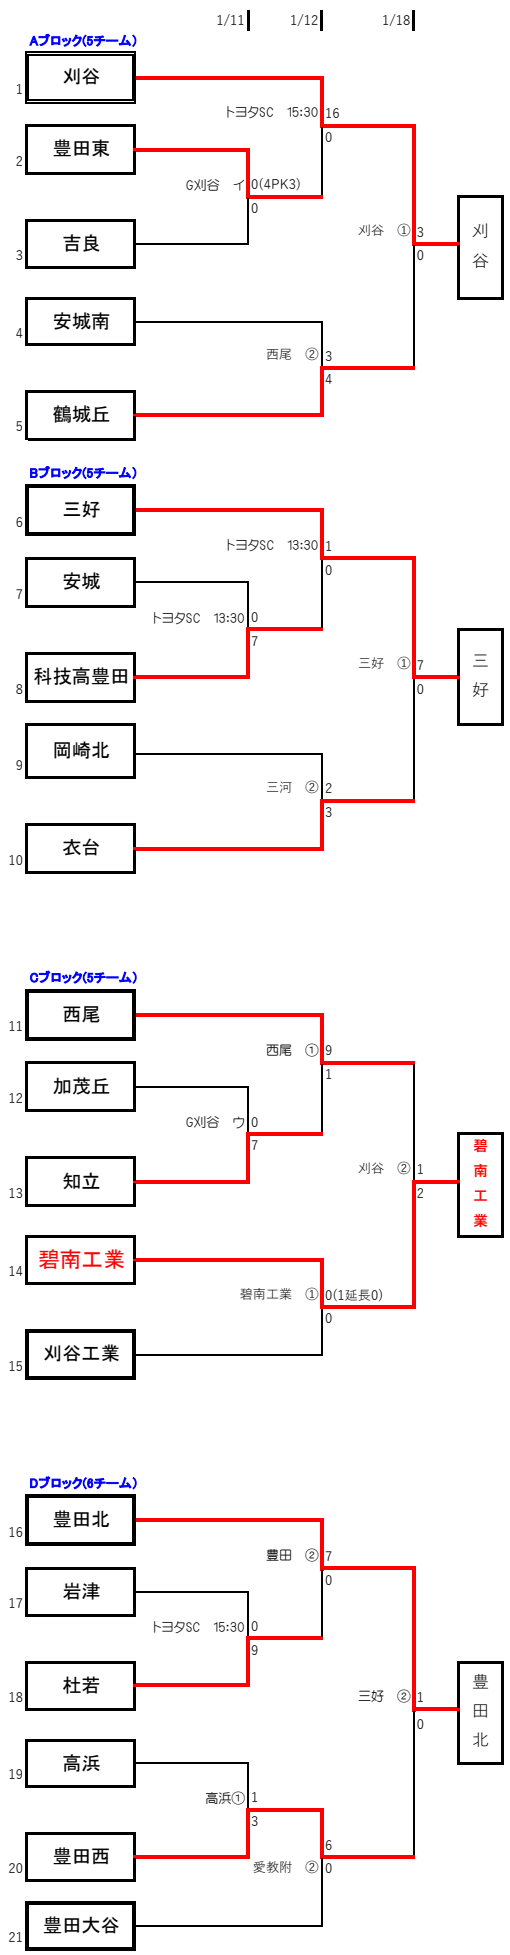 1/11 1/12 1/18
Aブロック(5チーム)
刈谷
1
トヨタSC 15:30 16
0
豊田東
2
G刈谷 イ 0(4PK3)
0
吉良
3
刈谷 ① 3
0
刈谷
安城南
4
西尾 ② 3
4
鶴城丘
5
Bブロック(5チーム)
三好
6
トヨタSC 13:30 1
0
安城
7
トヨタSC 13:30 0
7
科技高豊田
8
三好 ① 7
0
三好
岡崎北
9
三河 ② 2
3
衣台
10
Cブロック(5チーム)
西尾
11
西尾 ① 9
1
加茂丘
12
G刈谷 ウ 0
7
知立
13
刈谷 ② 1
2
碧南工業
碧南工業
14
碧南工業 ① 0(1延長0)
0
刈谷工業
15
Dブロック(6チーム)
豊田北
16
豊田 ② 7
0
岩津
17
トヨタSC 15:30 0
9
杜若
18
三好 ② 1
0
豊田北
高浜
19
高浜① 1
3
豊田西
20
6
愛教附 ② 0
豊田大谷
21